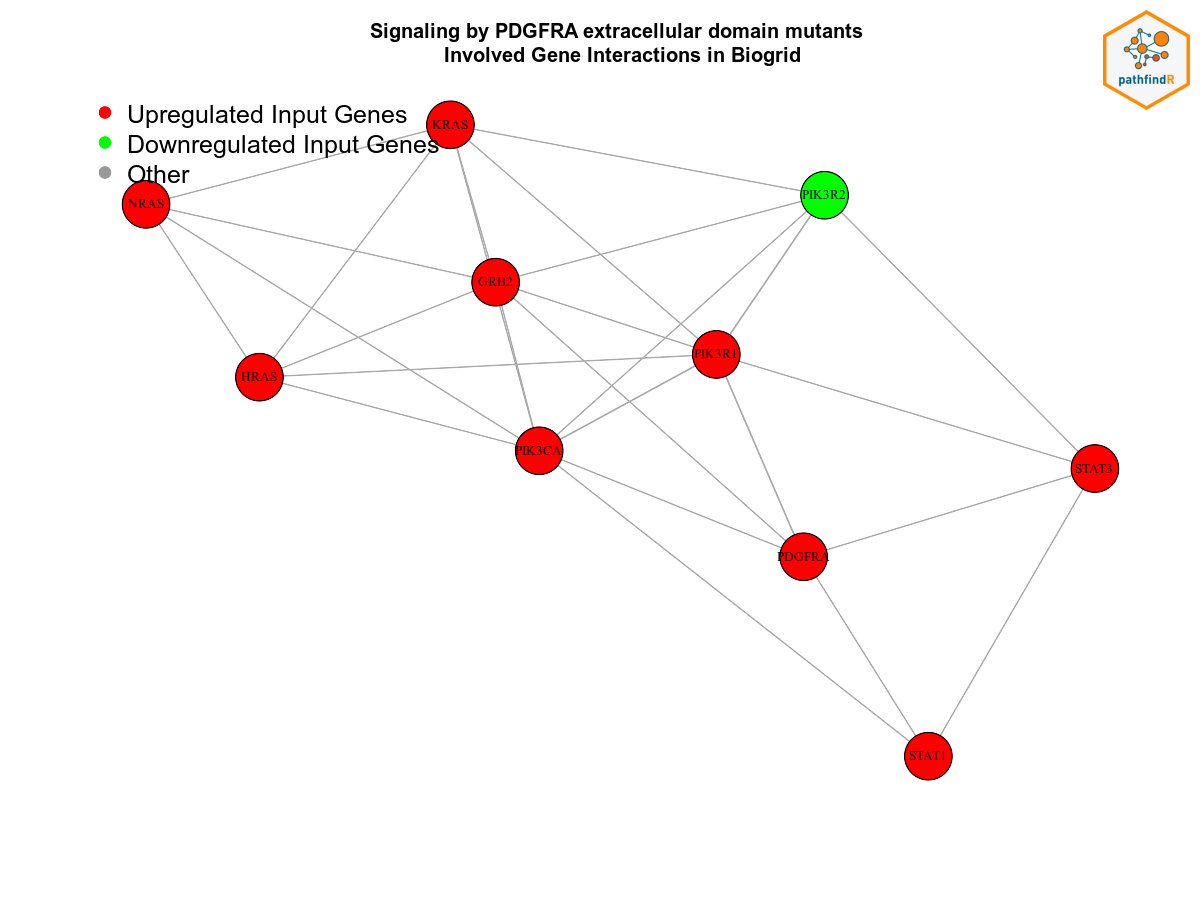 Signaling by PDGFRA extracellular domain mutants
Involved Gene Interactions in Biogrid
pathfindR
Upregulated Input Genes
Downregulated Input Genes
Other
KRAS
NRAS
PIK3R2
GRB2
PIK3R1
HRAS
PIK3CA
STAT3
PDGFRA
STAT1